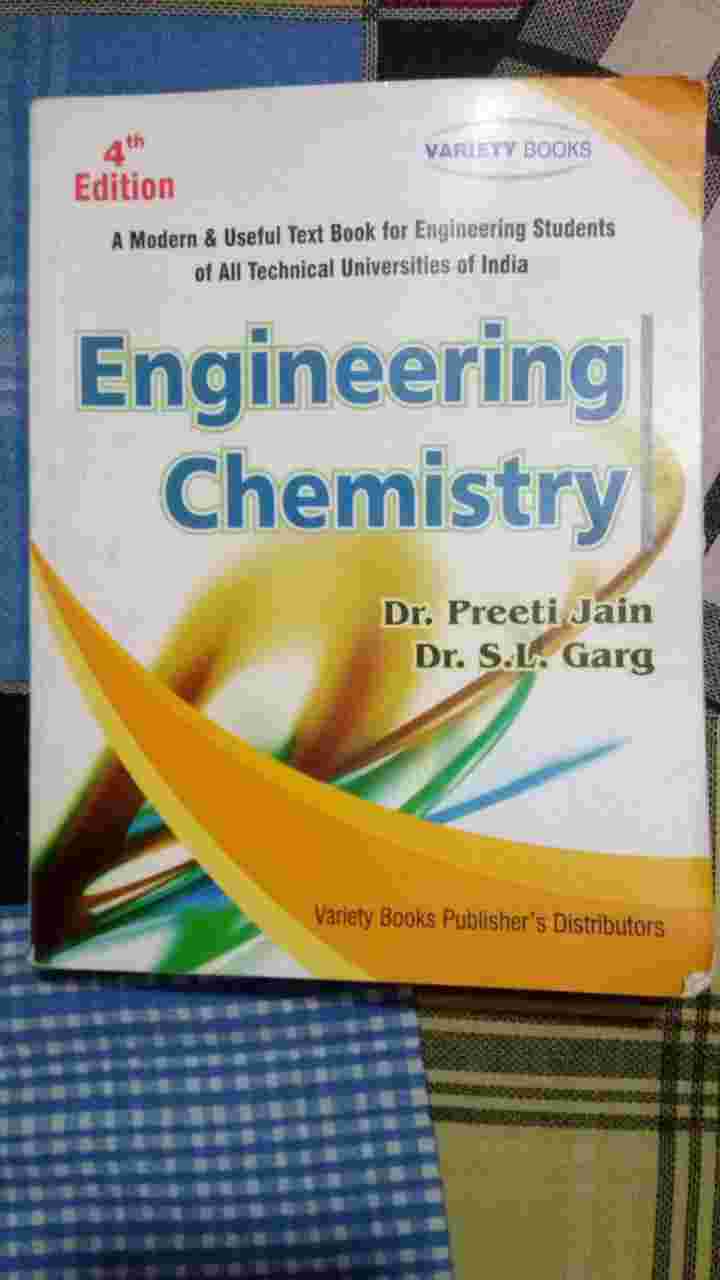 4th
Edition
VARIETY BOOKS
A Modern & Useful Text Book for Engineering Students
of All Technical Universities of India
Engineering
Chemistry
Dr. Preeti Jain
Dr. S.L. Garg
Variety Books Publisher's Distributors